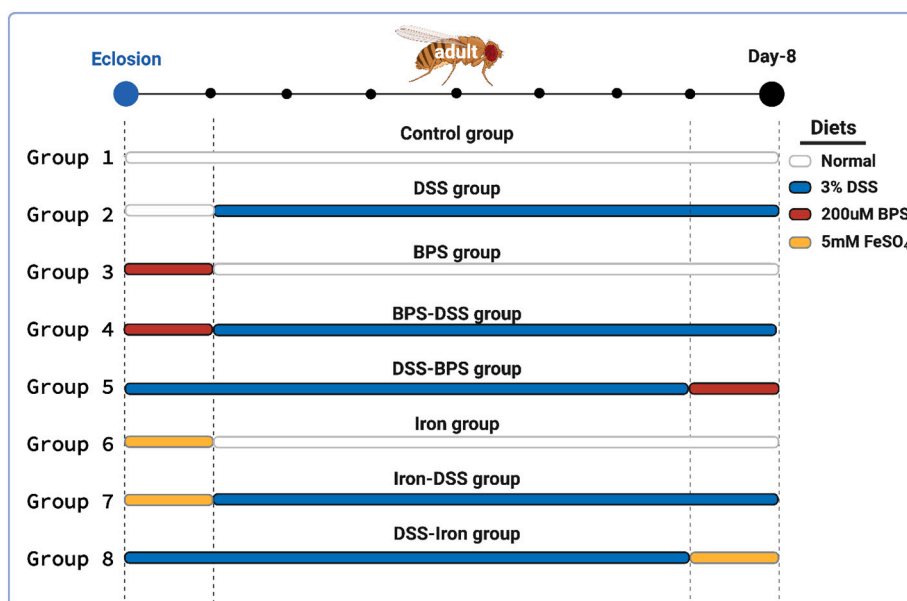 Eclosion
adult
Day-8
Control group
Group 1
DSS group
Group 2
BPS group
Group 3
BPS-DSS group
Group 4
DSS-BPS group
Group 5
Iron group
Group 6
Iron-DSS group
Group 7
DSS-Iron group
Group 8
Diets
Normal
3% DSS
200uM BPS
5mM FeSO₄